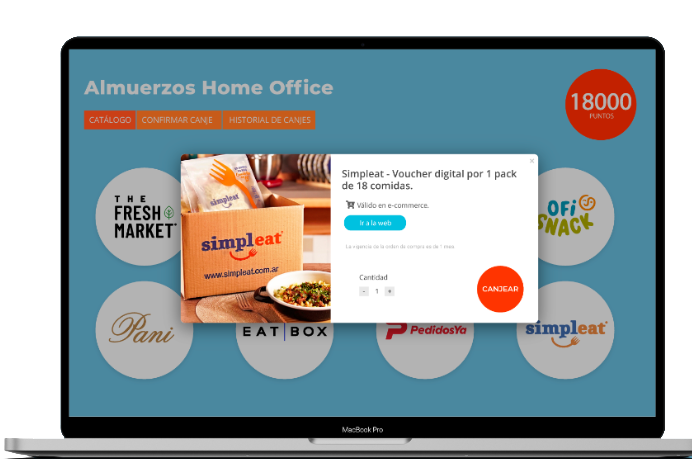 Almuerzos Home Office
CATÁLOGO CONFIRMAR CANJE HISTORIAL DE CANJES
18000
PUNTOS
THE
FRESH
MARKET
simpleat
simpleat
www.simpleat.com.ar
×
Simpleat - Voucher digital por 1 pack
de 18 comidas.
Válido en e-commerce.
Ir a la web
La vigencia de la orden de compra es de 1 mes.
Cantidad
- 1 +
CANJEAR
OFi
SNACK
Pani
EAT BOX
PedidosYa
simpleat
MacBook Pro